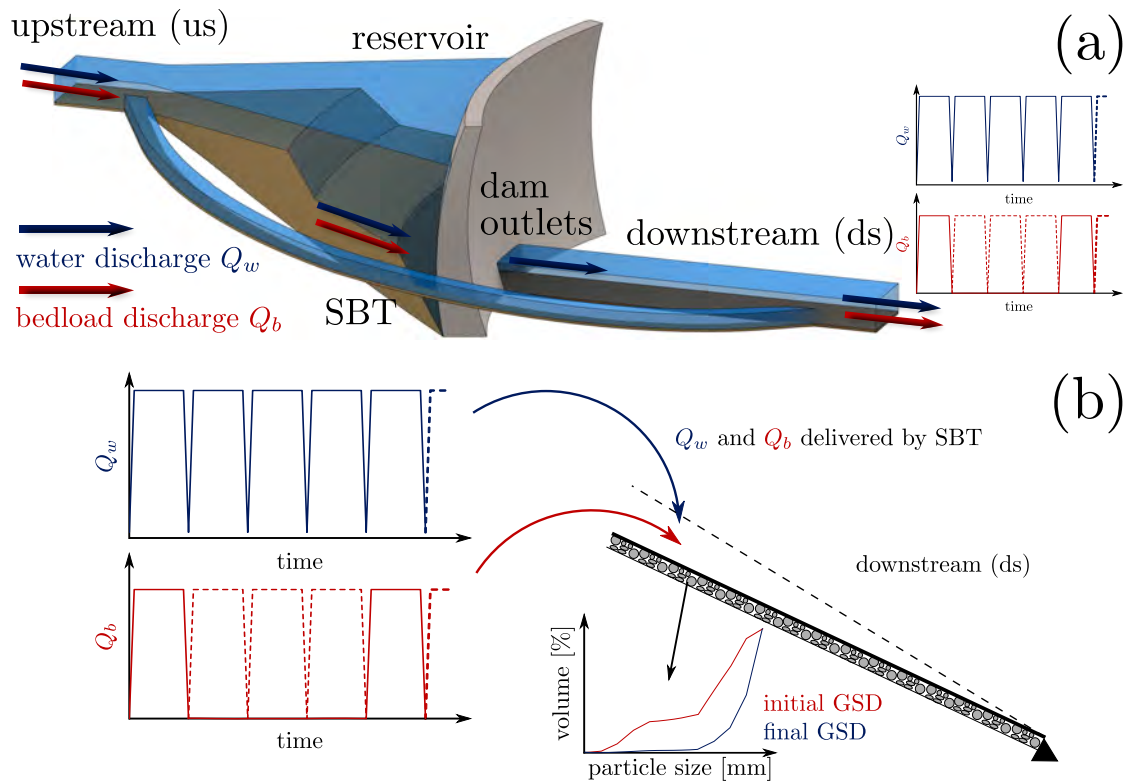 upstream (us)
reservoir
(a)
Q_w
time
dam
outlets
downstream (ds)
Q_b
time
water discharge Q_w
bedload discharge Q_b
SBT
(b)
Q_w
time
Q_w and Q_b delivered by SBT
downstream (ds)
Q_b
time
volume [%]
initial GSD
final GSD
particle size [mm]